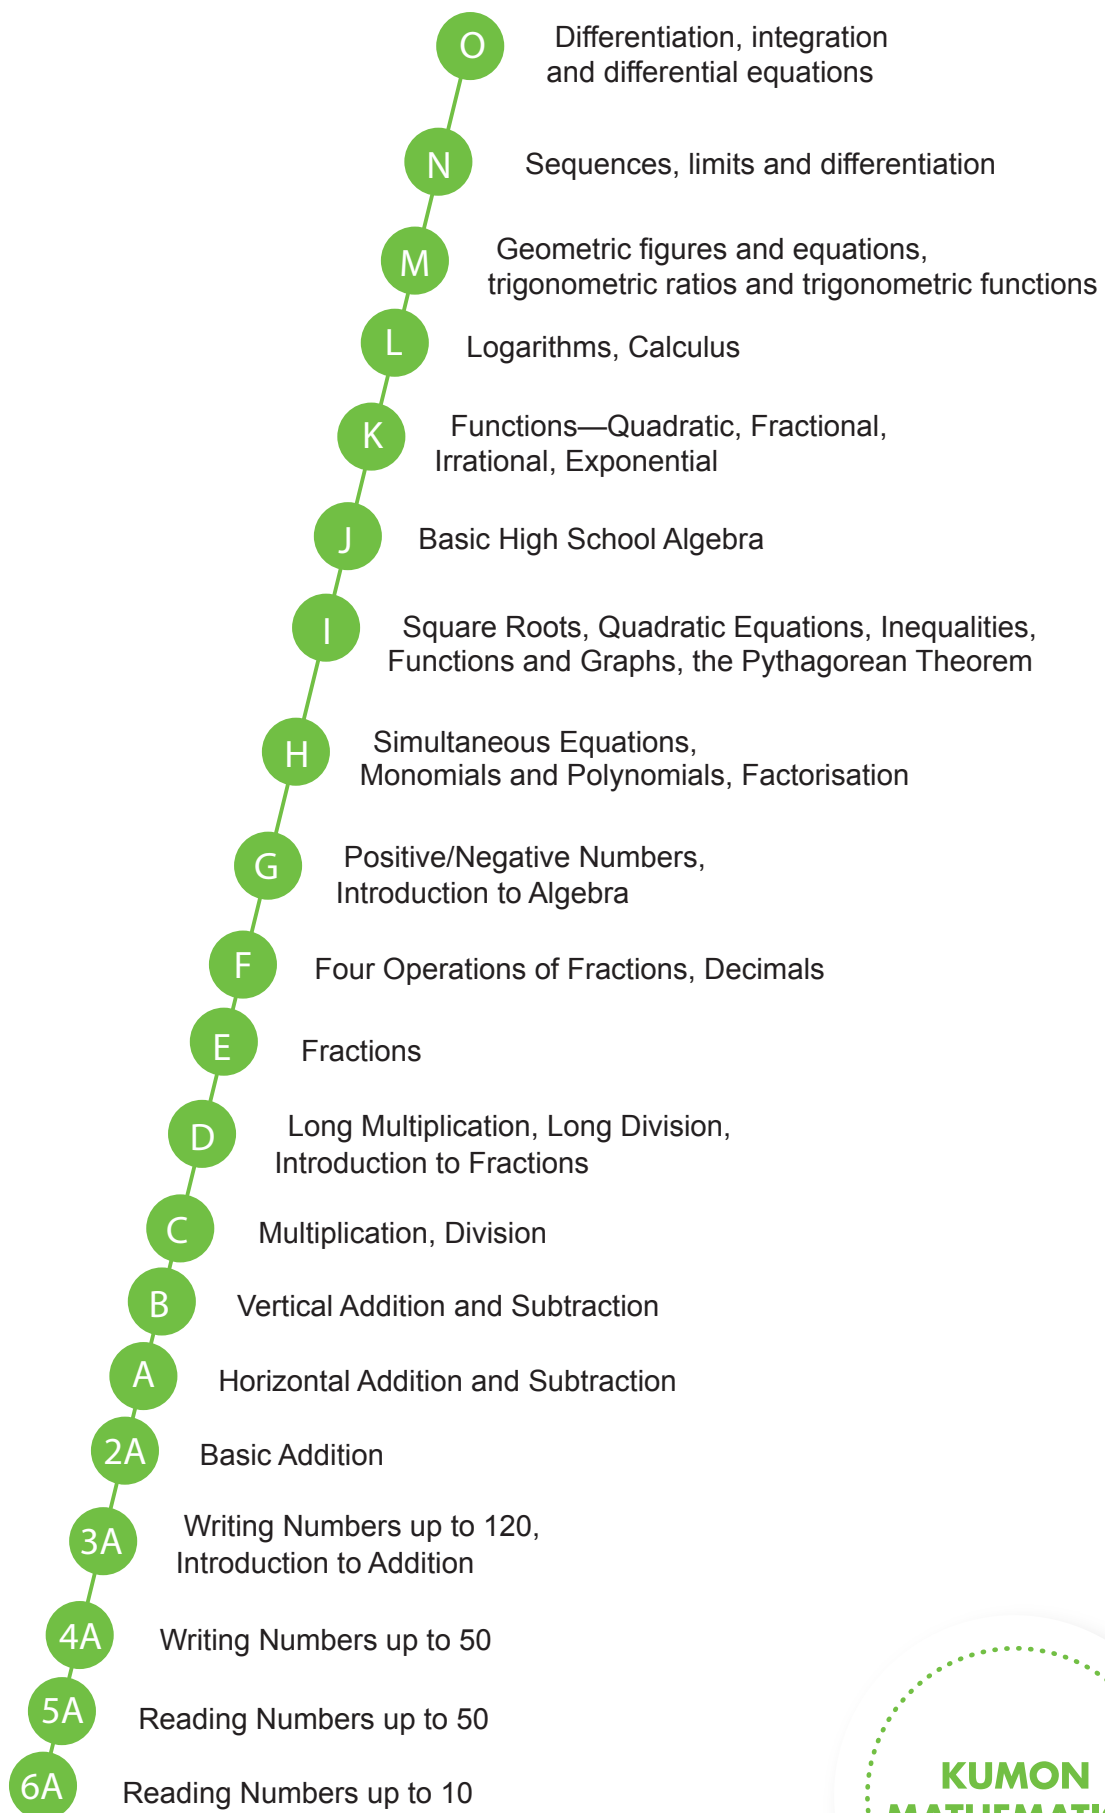 O
Differentiation, integration
and differential equations
N
Sequences, limits and differentiation
M
Geometric figures and equations,
trigonometric ratios and trigonometric functions
L
Logarithms, Calculus
K
Functions—Quadratic, Fractional,
Irrational, Exponential
J
Basic High School Algebra
I
Square Roots, Quadratic Equations, Inequalities,
Functions and Graphs, the Pythagorean Theorem
H
Simultaneous Equations,
Monomials and Polynomials, Factorisation
G
Positive/Negative Numbers,
Introduction to Algebra
F
Four Operations of Fractions, Decimals
E
Fractions
D
Long Multiplication, Long Division,
Introduction to Fractions
C
Multiplication, Division
B
Vertical Addition and Subtraction
A
Horizontal Addition and Subtraction
2A
Basic Addition
3A
Writing Numbers up to 120,
Introduction to Addition
4A
Writing Numbers up to 50
5A
Reading Numbers up to 50
6A
Reading Numbers up to 10
KUMON